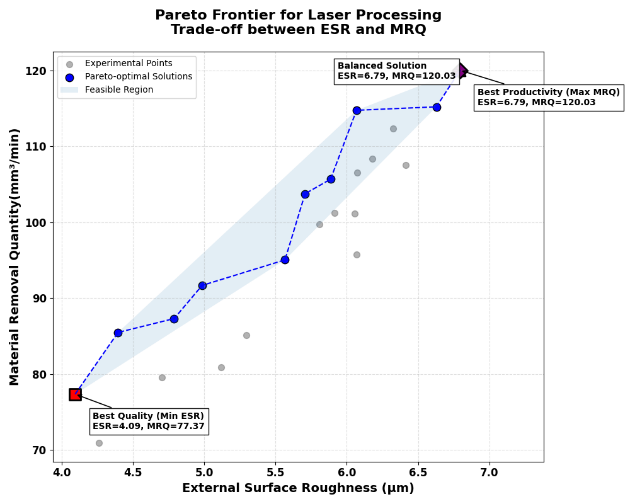 Pareto Frontier for Laser Processing
Trade-off between ESR and MRQ
Experimental Points
Pareto-optimal Solutions
Feasible Region
Balanced Solution
ESR=6.79, MRQ=120.03
Best Productivity (Max MRQ)
ESR=6.79, MRQ=120.03
Best Quality (Min ESR)
ESR=4.09, MRQ=77.37
Material Removal Quantity(mm³/min)
120
110
100
90
80
70
4.0 4.5 5.0 5.5 6.0 6.5 7.0
External Surface Roughness (μm)